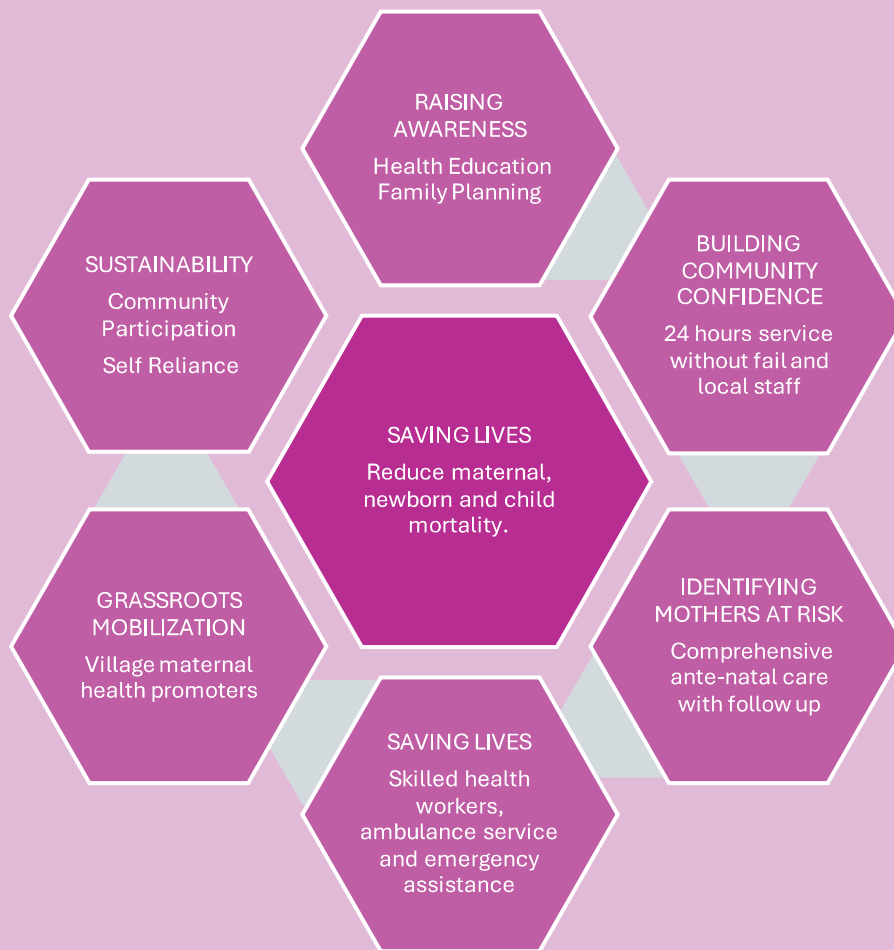 RAISING
AWARENESS
Health Education
Family Planning
BUILDING
COMMUNITY
CONFIDENCE
24 hours service
without fail and
local staff
IDENTIFYING
MOTHERS AT RISK
Comprehensive
ante-natal care
with follow up
SAVING LIVES
Skilled health
workers,
ambulance service
and emergency
assistance
GRASSROOTS
MOBILIZATION
Village maternal
health promoters
SUSTAINABILITY
Community
Participation
Self Reliance
SAVING LIVES
Reduce maternal,
newborn and child
mortality.